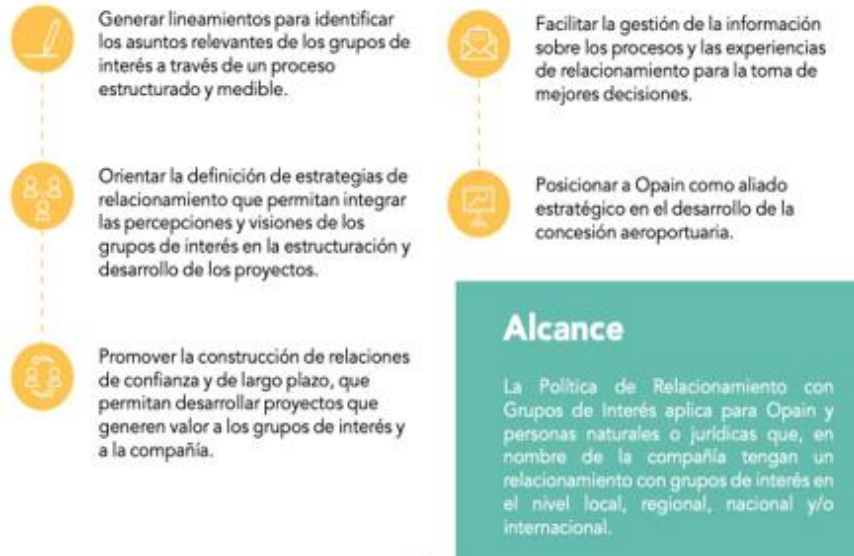 Generar lineamientos para identificar
los asuntos relevantes de los grupos de
interés a través de un proceso
estructurado y medible.
Orientar la definición de estrategias de
relacionamiento que permitan integrar
las percepciones y visiones de los
grupos de interés en la estructuración y
desarrollo de los proyectos.
Promover la construcción de relaciones
de confianza y de largo plazo, que
permitan desarrollar proyectos que
generen valor a los grupos de interés y
a la compañía.
Facilitar la gestión de la información
sobre los procesos y las experiencias
de relacionamiento para la toma de
mejores decisiones.
Posicionar a Opain como aliado
estratégico en el desarrollo de la
concesión aeroportuaria.
Alcance
La Política de Relacionamiento con
Grupos de Interés aplica para Opain y
personas naturales o jurídicas que, en
nombre de la compañía tengan un
relacionamiento con grupos de interés en
el nivel local, regional, nacional y/o
internacional.